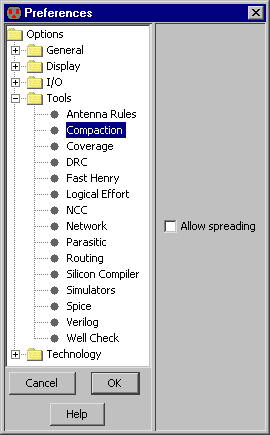 Preferences
Options
General
Display
I/O
Tools
Antenna Rules
Compaction
Coverage
DRC
Fast Henry
Logical Effort
NCC
Network
Parasitic
Routing
Silicon Compiler
Simulators
Spice
Verilog
Well Check
Technology
Allow spreading
Cancel OK
Help